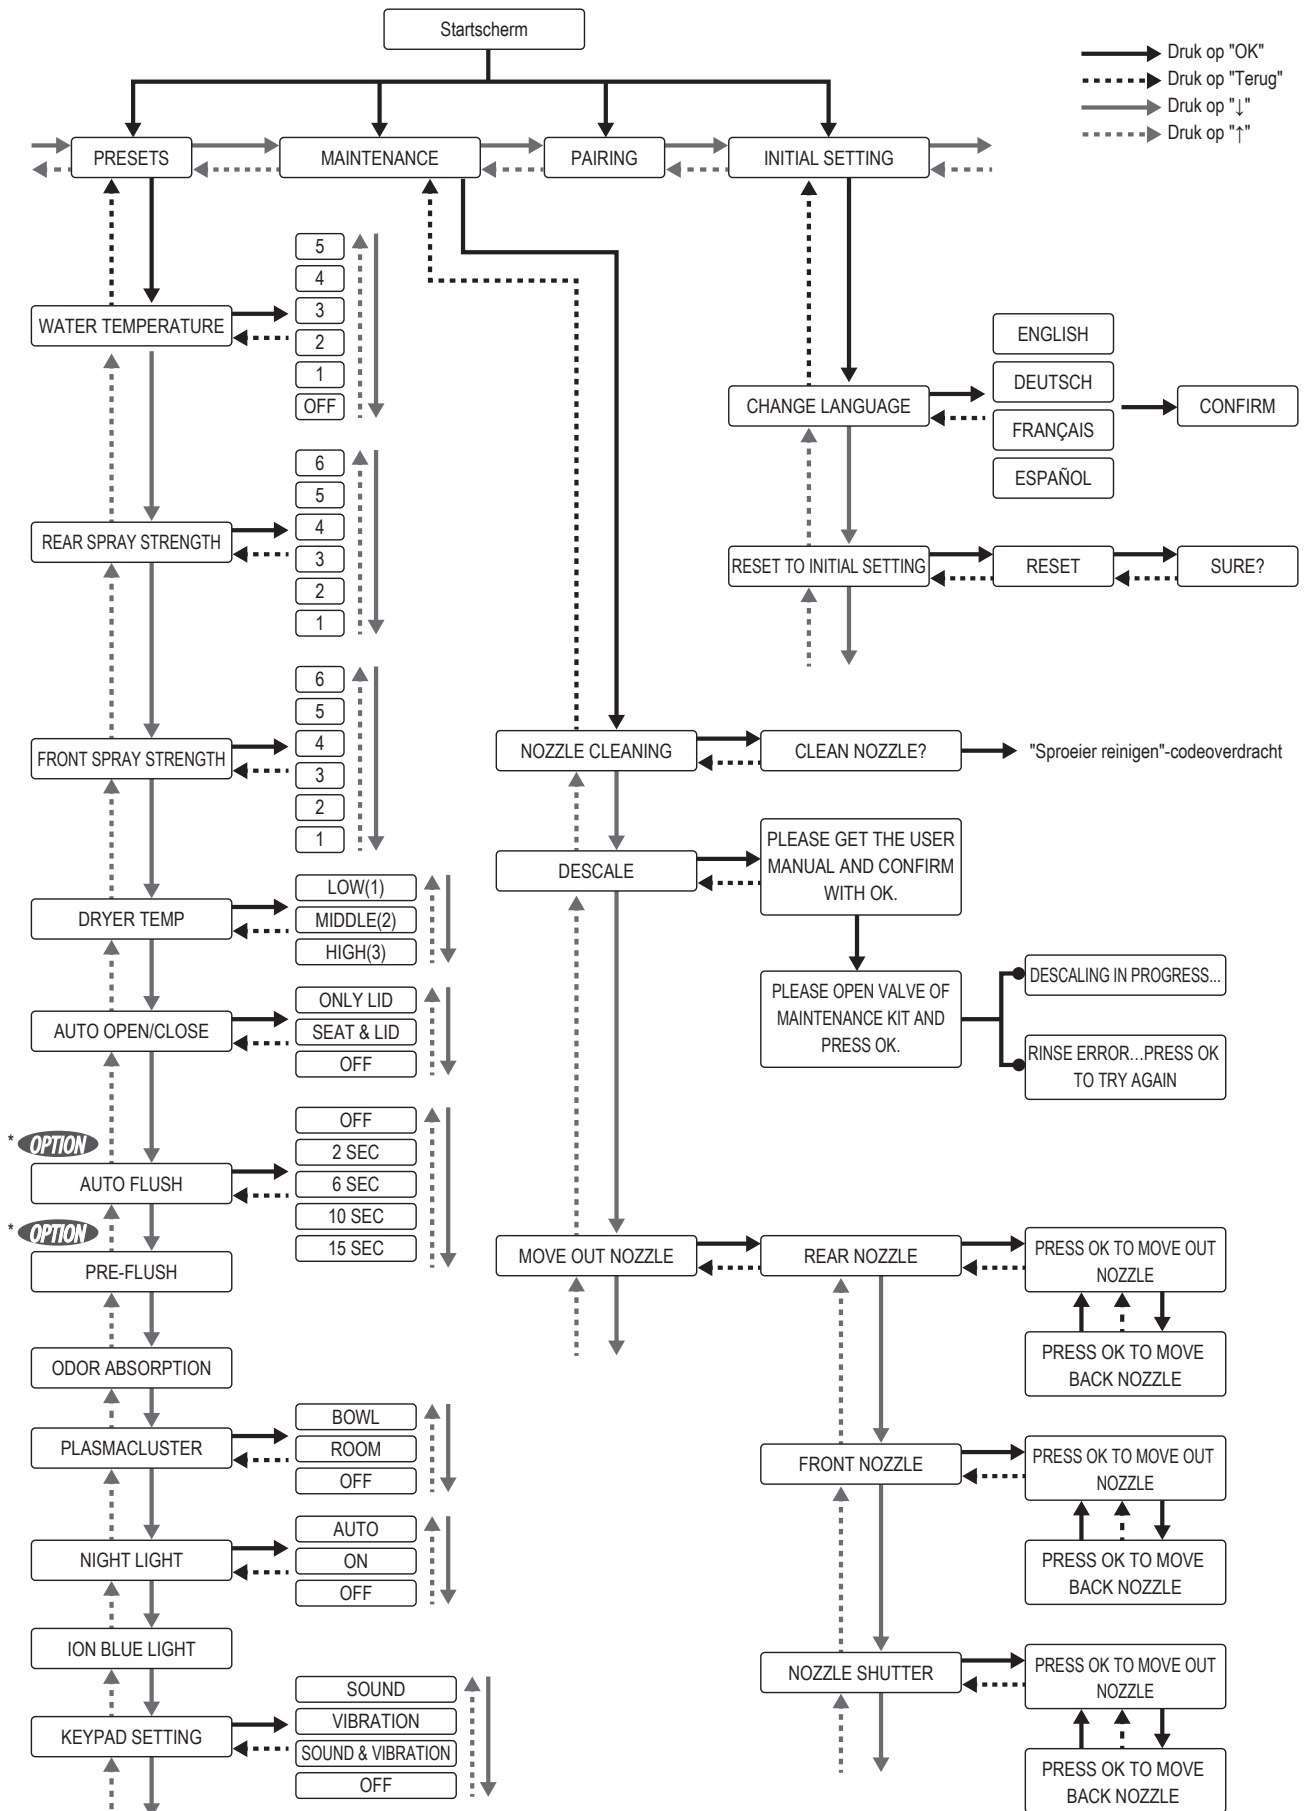 Startscherm
Druk op "OK"
Druk op "Terug"
Druk op "↓"
Druk op "↑"
PRESETS
MAINTENANCE
PAIRING
INITIAL SETTING
WATER TEMPERATURE
5
4
3
2
1
OFF
REAR SPRAY STRENGTH
6
5
4
3
2
1
FRONT SPRAY STRENGTH
6
5
4
3
2
1
DRYER TEMP
LOW(1)
MIDDLE(2)
HIGH(3)
AUTO OPEN/CLOSE
ONLY LID
SEAT & LID
OFF
* OPTION
AUTO FLUSH
OFF
2 SEC
6 SEC
10 SEC
15 SEC
* OPTION
PRE-FLUSH
ODOR ABSORPTION
PLASMACLUSTER
BOWL
ROOM
OFF
NIGHT LIGHT
AUTO
ON
OFF
ION BLUE LIGHT
KEYPAD SETTING
SOUND
VIBRATION
SOUND & VIBRATION
OFF
NOZZLE CLEANING
CLEAN NOZZLE?
"Sproeier reinigen"-codeoverdracht
DESCALE
PLEASE GET THE USER
MANUAL AND CONFIRM
WITH OK.
PLEASE OPEN VALVE OF
MAINTENANCE KIT AND
PRESS OK.
DESCALING IN PROGRESS...
RINSE ERROR...PRESS OK
TO TRY AGAIN
MOVE OUT NOZZLE
REAR NOZZLE
PRESS OK TO MOVE OUT
NOZZLE
PRESS OK TO MOVE
BACK NOZZLE
FRONT NOZZLE
PRESS OK TO MOVE OUT
NOZZLE
PRESS OK TO MOVE
BACK NOZZLE
NOZZLE SHUTTER
PRESS OK TO MOVE OUT
NOZZLE
PRESS OK TO MOVE
BACK NOZZLE
CHANGE LANGUAGE
ENGLISH
DEUTSCH
FRANÇAIS
ESPAÑOL
CONFIRM
RESET TO INITIAL SETTING
RESET
SURE?